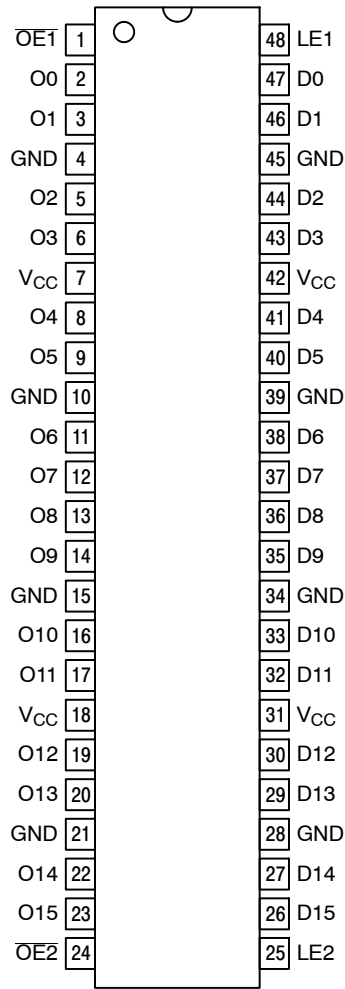 O̅E̅1̅ 1 48 LE1
O0 2 47 D0
O1 3 46 D1
GND 4 45 GND
O2 5 44 D2
O3 6 43 D3
VCC 7 42 VCC
O4 8 41 D4
O5 9 40 D5
GND 10 39 GND
O6 11 38 D6
O7 12 37 D7
O8 13 36 D8
O9 14 35 D9
GND 15 34 GND
O10 16 33 D10
O11 17 32 D11
VCC 18 31 VCC
O12 19 30 D12
O13 20 29 D13
GND 21 28 GND
O14 22 27 D14
O15 23 26 D15
O̅E̅2̅ 24 25 LE2